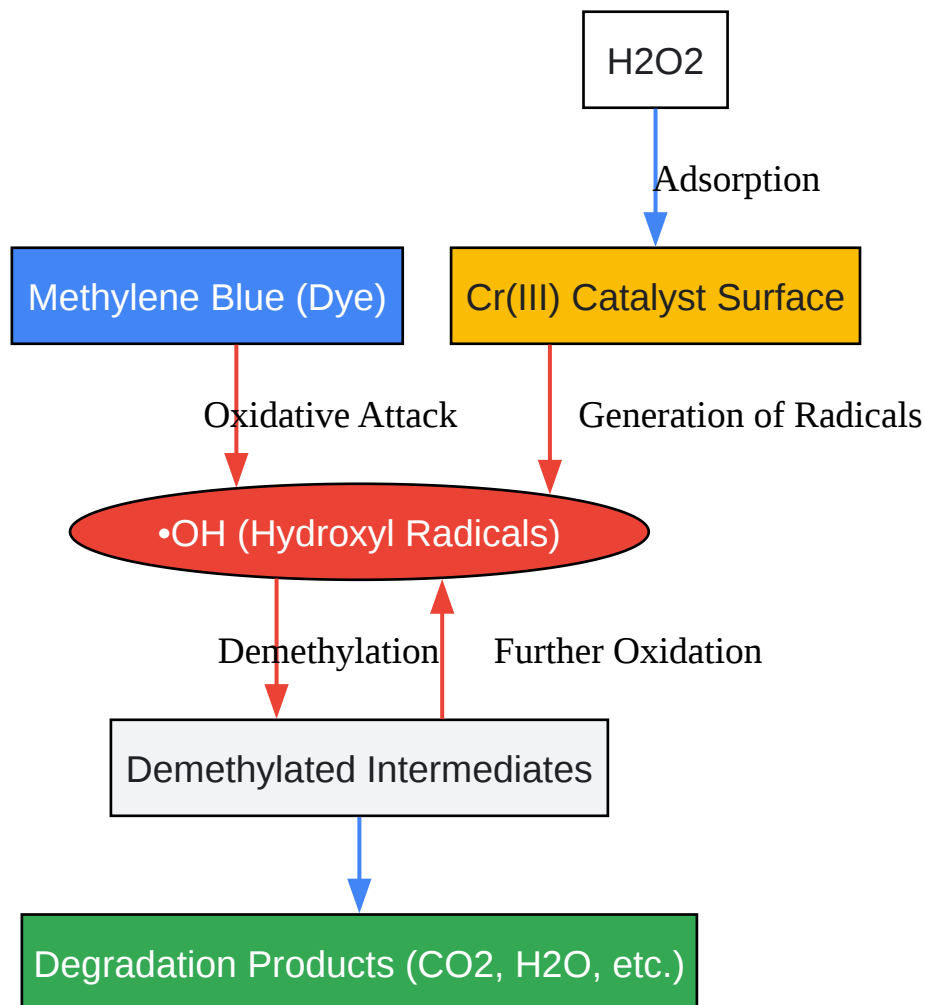 H2O2
Adsorption
Methylene Blue (Dye)
Cr(III) Catalyst Surface
Oxidative Attack
Generation of Radicals
•OH (Hydroxyl Radicals)
Demethylation
Further Oxidation
Demethylated Intermediates
Degradation Products (CO2, H2O, etc.)